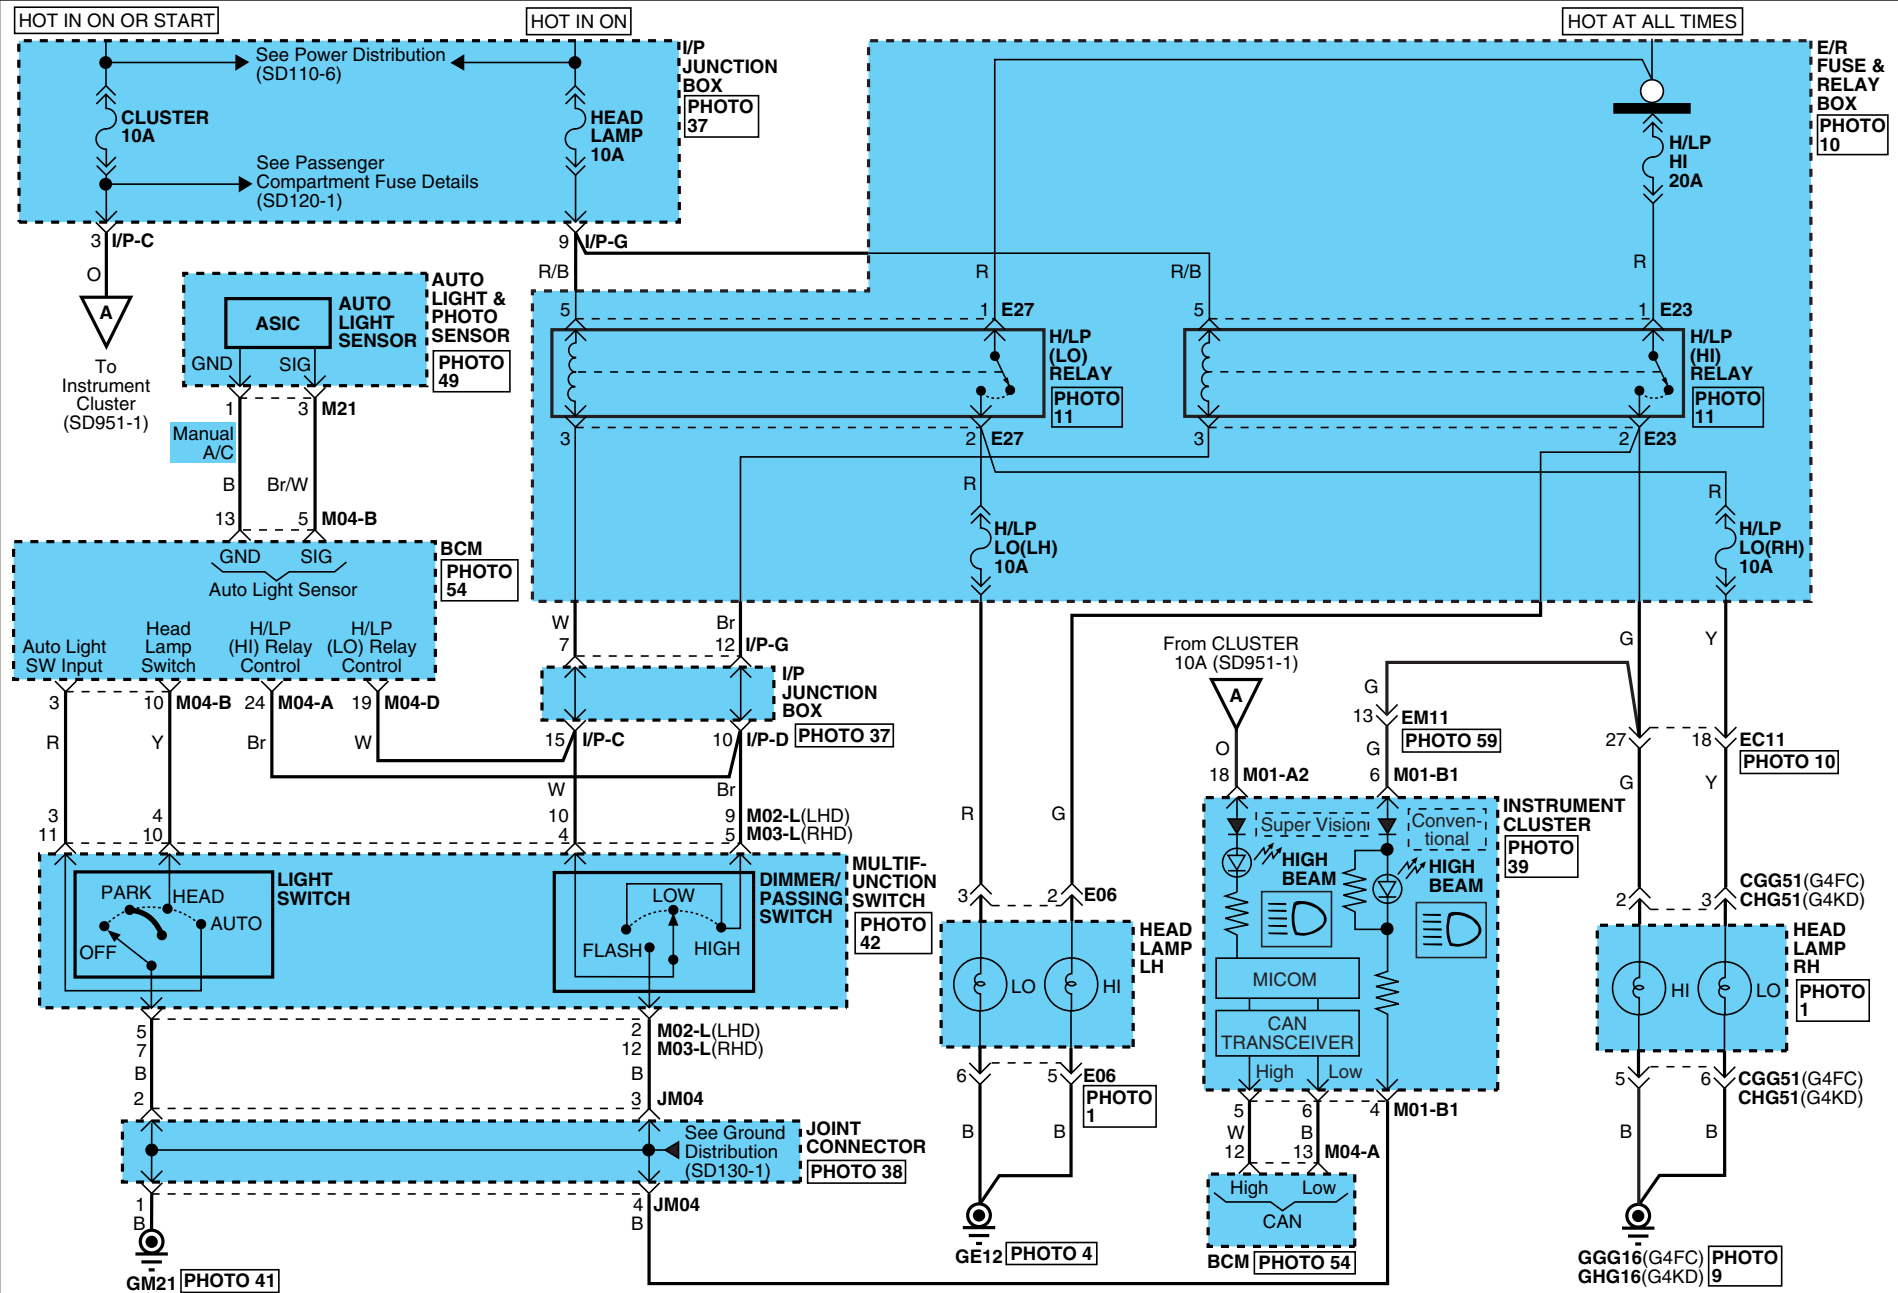 HOT IN ON OR START
HOT IN ON
HOT AT ALL TIMES
See Power Distribution
(SD110-6)
CLUSTER
10A
HEAD
LAMP
10A
See Passenger
Compartment Fuse Details
(SD120-1)
I/P
JUNCTION
BOX
PHOTO
37
E/R
FUSE &
RELAY
BOX
PHOTO
10
H/LP
HI
20A
3 I/P-C
9 I/P-G
O
R/B
R
R/B
R
A
To
Instrument
Cluster
(SD951-1)
ASIC
AUTO
LIGHT
SENSOR
GND
SIG
AUTO
LIGHT &
PHOTO
SENSOR
PHOTO
49
1
3 M21
Manual
A/C
B
Br/W
13
5 M04-B
5
1 E27
H/LP
(LO)
RELAY
PHOTO
11
3
2 E27
5
1 E23
H/LP
(HI)
RELAY
PHOTO
11
3
2 E23
R
H/LP
LO(LH)
10A
R
H/LP
LO(RH)
10A
GND
SIG
Auto Light Sensor
BCM
PHOTO
54
Auto Light
SW Input
Head
Lamp
Switch
H/LP
(HI) Relay
Control
H/LP
(LO) Relay
Control
3
10 M04-B
24 M04-A
19 M04-D
R
Y
Br
W
W
Br
7
12 I/P-G
I/P
JUNCTION
BOX
PHOTO 37
15 I/P-C
10 I/P-D
W
Br
3
4
10
9 M02-L(LHD)
11
10
4
5 M03-L(RHD)
PARK
HEAD
OFF
AUTO
LIGHT
SWITCH
LOW
FLASH
HIGH
DIMMER/
PASSING
SWITCH
MULTIF-
UNCTION
SWITCH
PHOTO
42
5
2 M02-L(LHD)
7
12 M03-L(RHD)
B
B
2
3 JM04
See Ground
Distribution
(SD130-1)
JOINT
CONNECTOR
PHOTO 38
1
4 JM04
B
B
GM21 PHOTO 41
R
G
3
2 E06
HEAD
LAMP
LH
LO
HI
6
5 E06
PHOTO
1
B
B
GE12 PHOTO 4
From CLUSTER
10A (SD951-1)
A
O
18 M01-A2
G
13 EM11
PHOTO 59
G
6 M01-B1
Super Vision
Conven-
tional
HIGH
BEAM
HIGH
BEAM
INSTRUMENT
CLUSTER
PHOTO
39
MICOM
CAN
TRANSCEIVER
High
Low
5
6
4 M01-B1
W
B
12
13 M04-A
High
Low
CAN
BCM PHOTO 54
G
Y
27
18 EC11
PHOTO 10
G
Y
2
3
CGG51(G4FC)
CHG51(G4KD)
HEAD
LAMP
RH
PHOTO
1
HI
LO
5
6 CGG51(G4FC)
CHG51(G4KD)
B
B
GGG16(G4FC)
GHG16(G4KD)
PHOTO
9